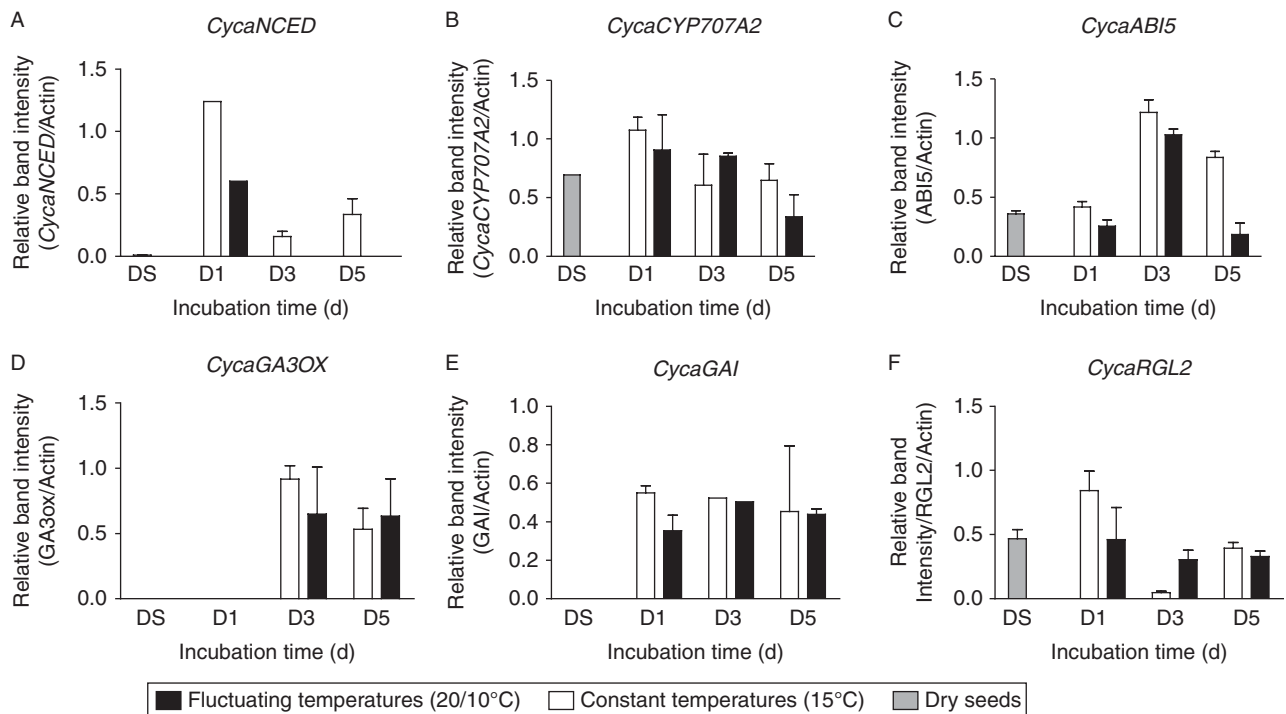 A
CycaNCED
Relative band intensity
(CycaNCED/Actin)
1.5
1.0
0.5
0.0
DS D1 D3 D5
Incubation time (d)
B
CycaCYP707A2
Relative band intensity
(CycaCYP707A2/Actin)
1.5
1.0
0.5
0.0
DS D1 D3 D5
Incubation time (d)
C
CycaABI5
Relative band intensity
(ABI5/Actin)
1.5
1.0
0.5
0.0
DS D1 D3 D5
Incubation time (d)
D
CycaGA3OX
Relative band intensity
(GA3ox/Actin)
1.5
1.0
0.5
0.0
DS D1 D3 D5
Incubation time (d)
E
CycaGAI
Relative band intensity
(GAI/Actin)
1.0
0.8
0.6
0.4
0.2
0.0
DS D1 D3 D5
Incubation time (d)
F
CycaRGL2
Relative band
Intensity/RGL2/Actin)
1.5
1.0
0.5
0.0
DS D1 D3 D5
Incubation time (d)
Fluctuating temperatures (20/10°C) Constant temperatures (15°C) Dry seeds